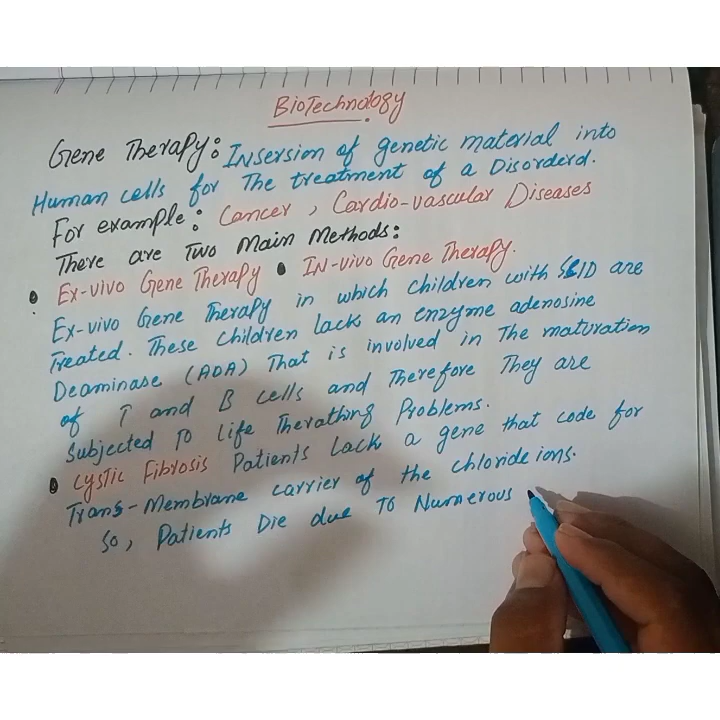 BioTechnology
Gene Therapy: Insersion of genetic material into
Human cells for The treatment of a Disorderd.
For example: Cancer, Cardio-vascular Diseases
There are Two Main Methods:
• Ex-vivo Gene Therapy • IN-vivo Gene Therapy.
Ex-vivo Gene Therapy in which children with SCID are
Treated. These children lack an enzyme adenosine
Deaminase (ADA) That is involved in The maturation
of T and B cells and Therefore They are
Subjected To life Therathing Problems.
• Cystic Fibrosis Patients Lack a gene that code for
Trans-Membrane carrier of the chloride ions.
So, Patients Die due To Numerous